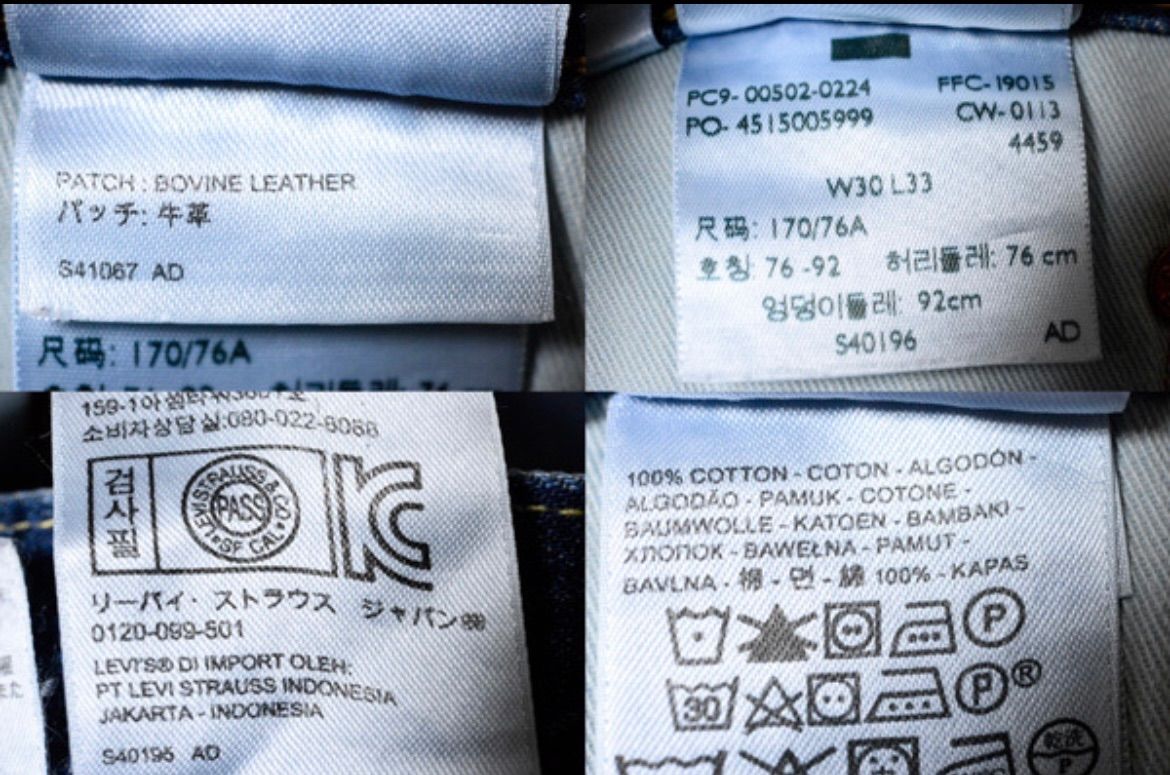 PATCH : BOVINE LEATHER
パッチ: 牛革
S41067 AD
尺码: 170/76A
PC9- 00502-0224 FFC-19015
PO- 4515005999 CW-0113
4459
W30 L33
尺码: 170/76A
호칭 76 -92 허리둘레: 76 cm
엉덩이둘레: 92cm
S40196 AD
소비자상담실:080-022-8088
검사필
LEVI STRAUSS & CO
PASS
SF CAL
リーバイ・ストラウス ジャパン㈱
0120-099-501
LEVI'S® DI IMPORT OLEH:
PT LEVI STRAUSS INDONESIA
JAKARTA - INDONESIA
S40195 AD
100% COTTON - COTON - ALGODÓN -
ALGODÃO - PAMUK - COTONE -
BAUMWOLLE - KATOEN - BAMBAKI -
ХЛОПОК - BAWEŁNA - PAMUT -
BAVLNA - 棉 - 면 - 綿 100% - KAPAS
P
30 P ®
乾洗
P